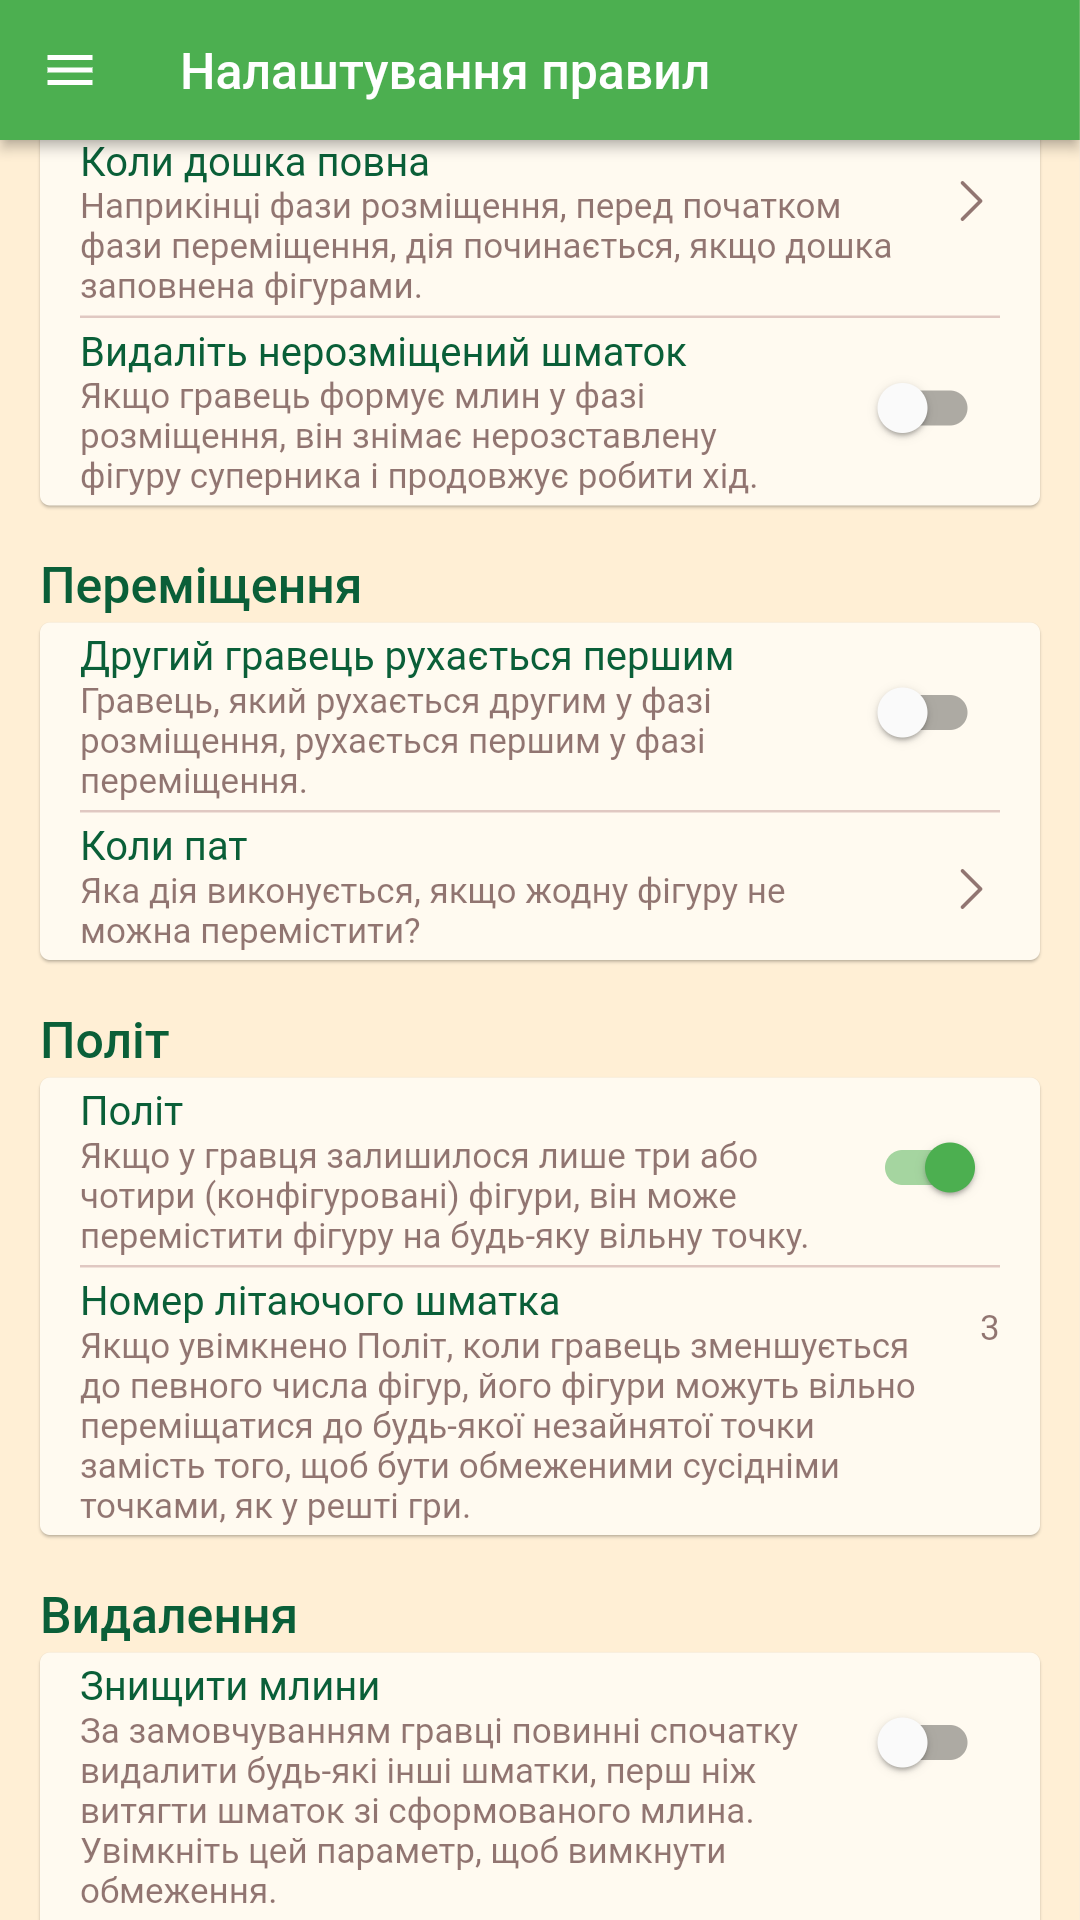 Налаштування правил
Коли дошка повна
Наприкінці фази розміщення, перед початком
фази переміщення, дія починається, якщо дошка
заповнена фігурами.
Видаліть нерозміщений шматок
Якщо гравець формує млин у фазі
розміщення, він знімає нерозставлену
фігуру суперника і продовжує робити хід.
Переміщення
Другий гравець рухається першим
Гравець, який рухається другим у фазі
розміщення, рухається першим у фазі
переміщення.
Коли пат
Яка дія виконується, якщо жодну фігуру не
можна перемістити?
Політ
Політ
Якщо у гравця залишилося лише три або
чотири (конфігуровані) фігури, він може
перемістити фігуру на будь-яку вільну точку.
Номер літаючого шматка
3
Якщо увімкнено Політ, коли гравець зменшується
до певного числа фігур, його фігури можуть вільно
переміщатися до будь-якої незайнятої точки
замість того, щоб бути обмеженими сусідніми
точками, як у решті гри.
Видалення
Знищити млини
За замовчуванням гравці повинні спочатку
видалити будь-які інші шматки, перш ніж
витягти шматок зі сформованого млина.
Увімкніть цей параметр, щоб вимкнути
обмеження.